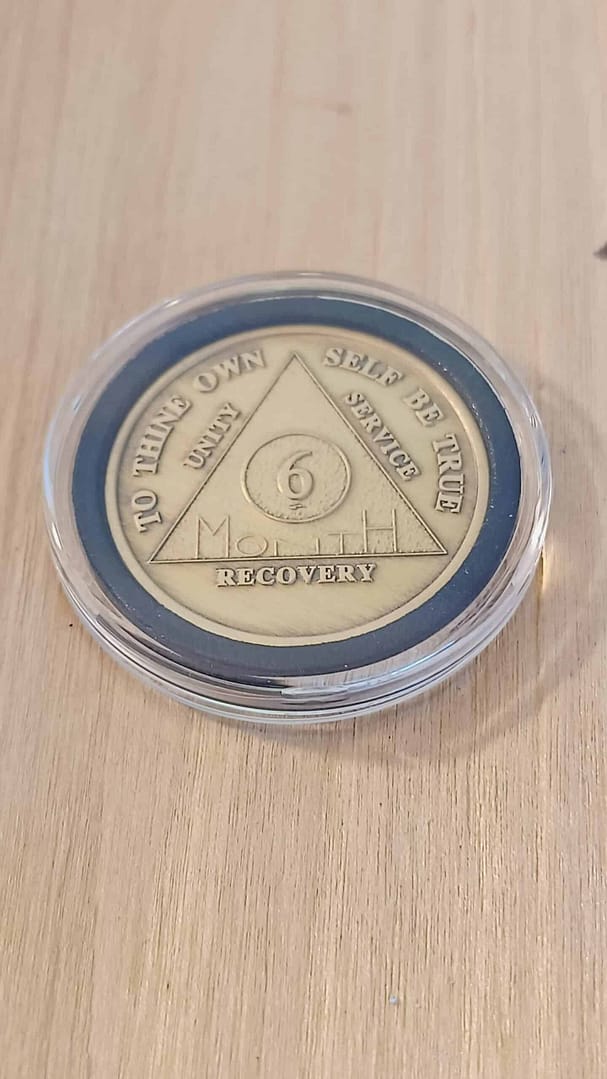 TO THINE OWN SELF BE TRUE
UNITY
SERVICE
6
MONTH
RECOVERY